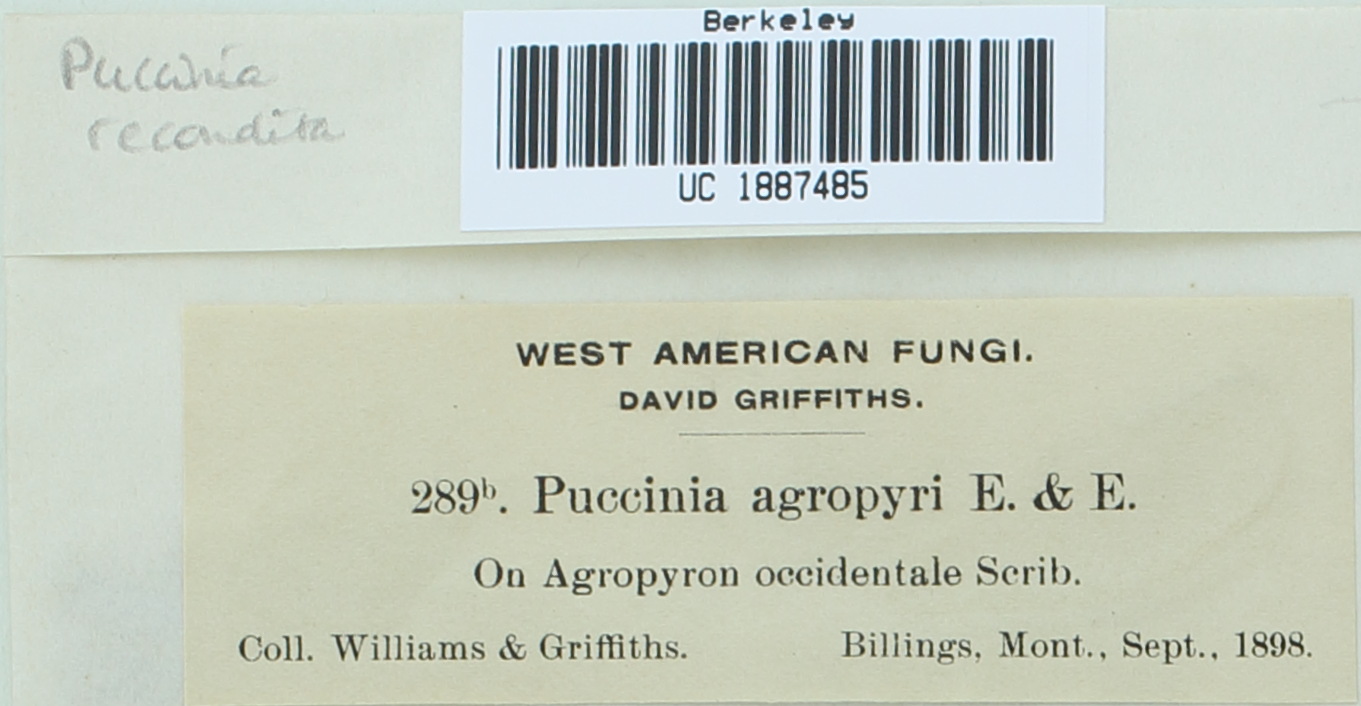 Puccinia
recondita
Berkeley
UC 1887485
WEST AMERICAN FUNGI.
DAVID GRIFFITHS.
289ᵇ. Puccinia agropyri E. & E.
On Agropyron occidentale Scrib.
Coll. Williams & Griffiths. Billings, Mont., Sept., 1898.